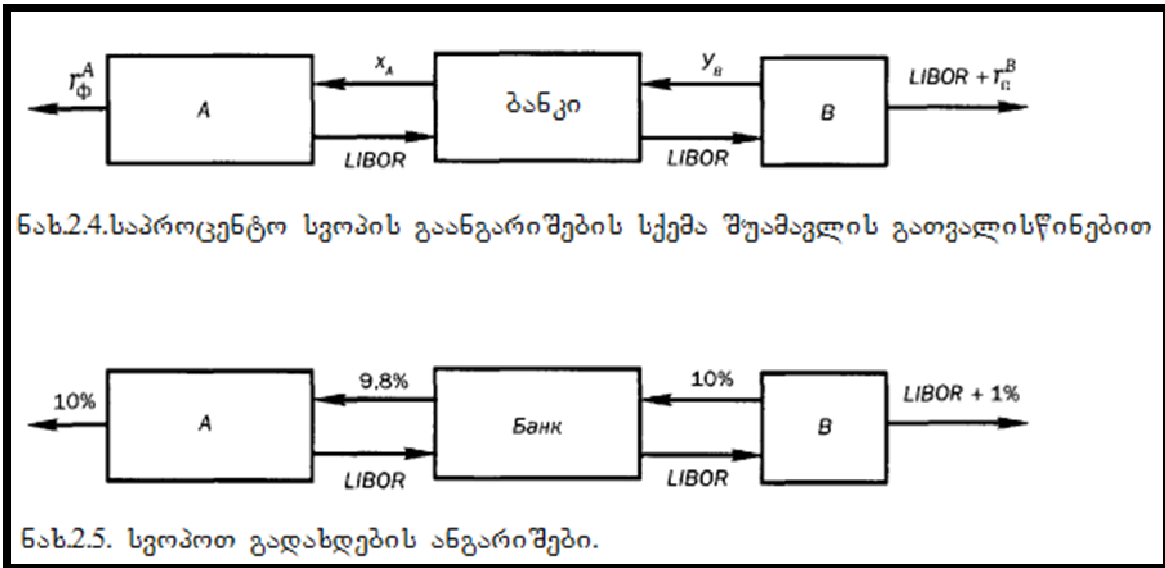 x_A y_B
r_Ф^A A ბანკი B LIBOR + r_п^B
LIBOR LIBOR
ნახ.2.4.საპროცენტო სვოპის გაანგარიშების სქემა შუამავლის გათვალისწინებით
9,8% 10%
10% A Банк B LIBOR + 1%
LIBOR LIBOR
ნახ.2.5. სვოპოთ გადახდების ანგარიშები.